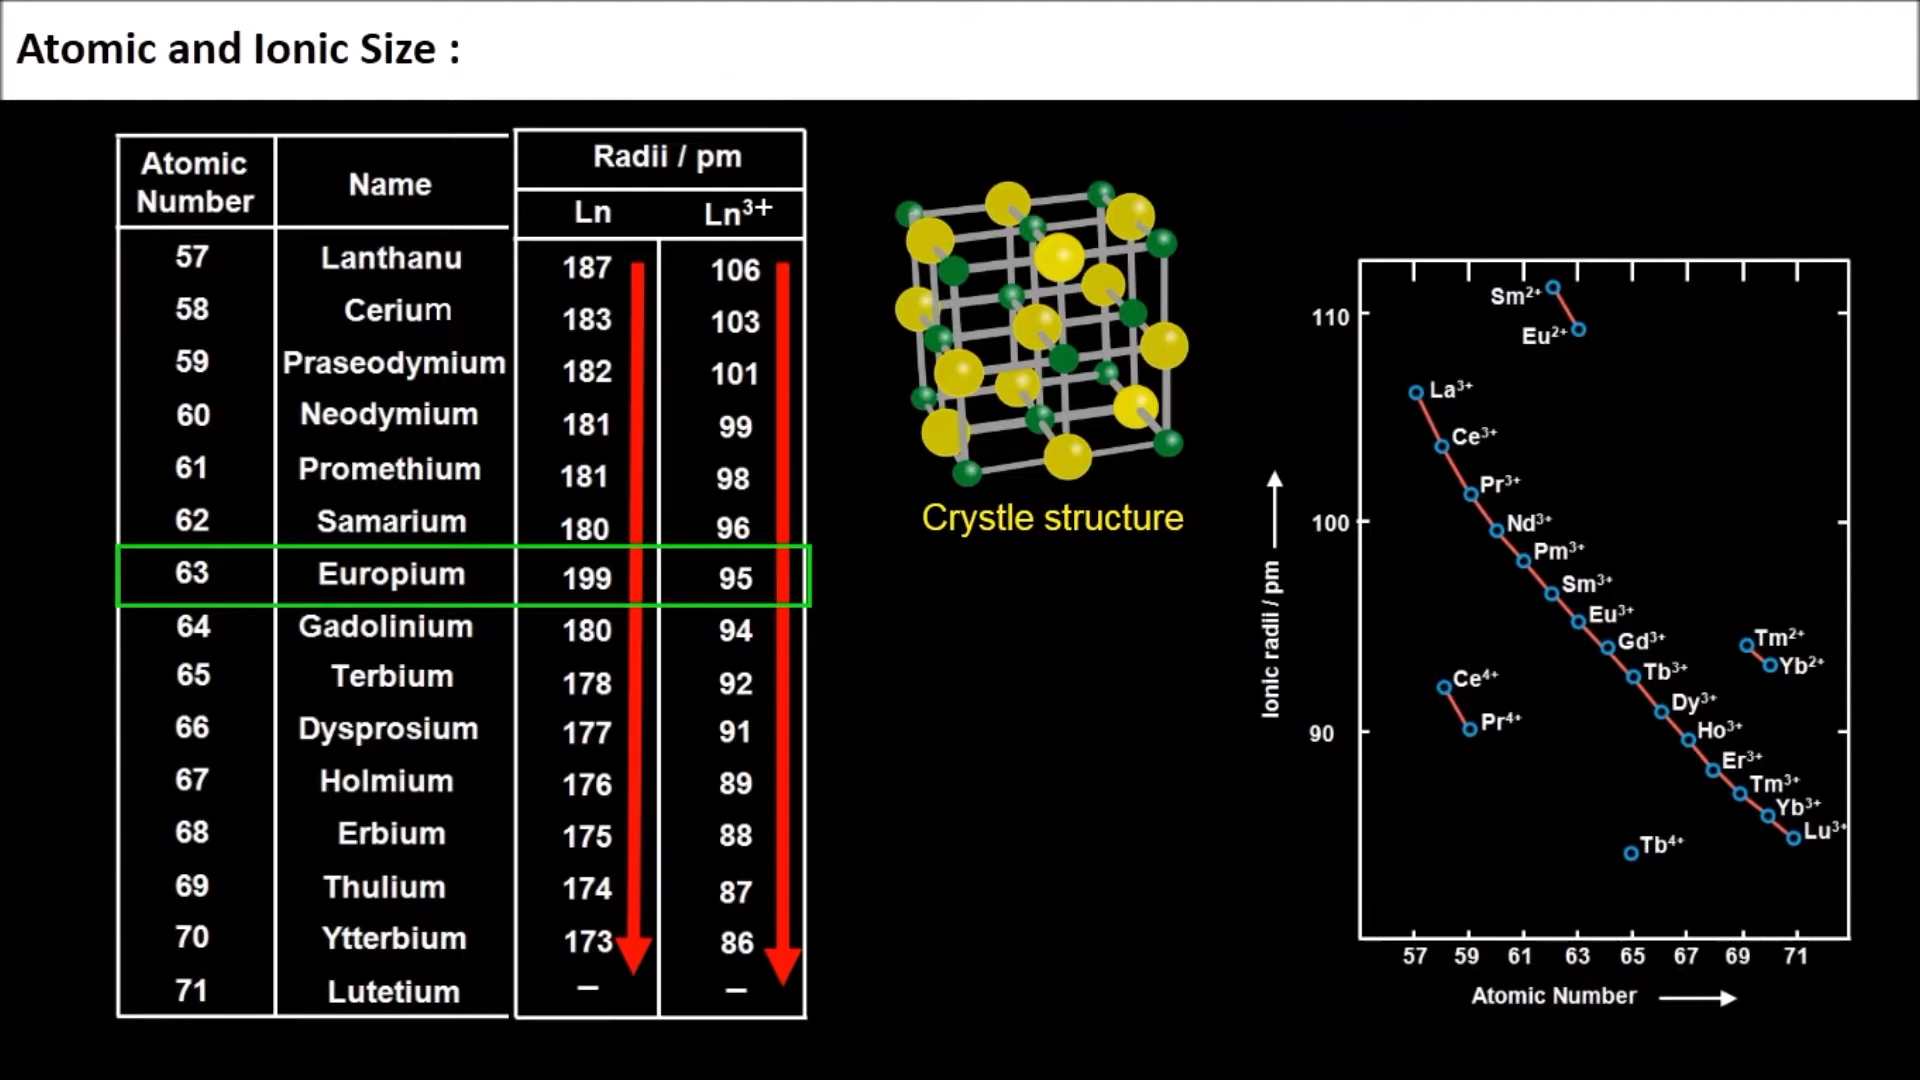 Atomic and Ionic Size :
Atomic Number Name Radii / pm
Ln Ln³⁺
57 Lanthanu 187 106
58 Cerium 183 103
59 Praseodymium 182 101
60 Neodymium 181 99
61 Promethium 181 98
62 Samarium 180 96
63 Europium 199 95
64 Gadolinium 180 94
65 Terbium 178 92
66 Dysprosium 177 91
67 Holmium 176 89
68 Erbium 175 88
69 Thulium 174 87
70 Ytterbium 173 86
71 Lutetium – –
Crystle structure
Ionic radii / pm
110
100
90
Sm²⁺
Eu²⁺
La³⁺
Ce³⁺
Pr³⁺
Nd³⁺
Pm³⁺
Sm³⁺
Eu³⁺
Gd³⁺
Tb³⁺
Dy³⁺
Ho³⁺
Er³⁺
Tm³⁺
Yb³⁺
Lu³⁺
Tm²⁺
Yb²⁺
Ce⁴⁺
Pr⁴⁺
Tb⁴⁺
57 59 61 63 65 67 69 71
Atomic Number